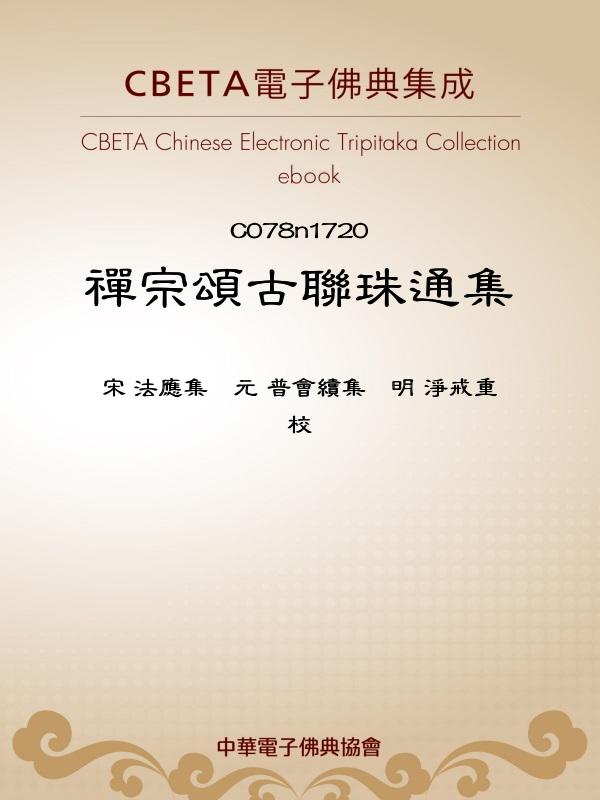 CBETA電子佛典集成
CBETA Chinese Electronic Tripitaka Collection
ebook
C078n1720
禪宗頌古聯珠通集
宋 法應集　元 普會續集　明 淨戒重
校
中華電子佛典協會